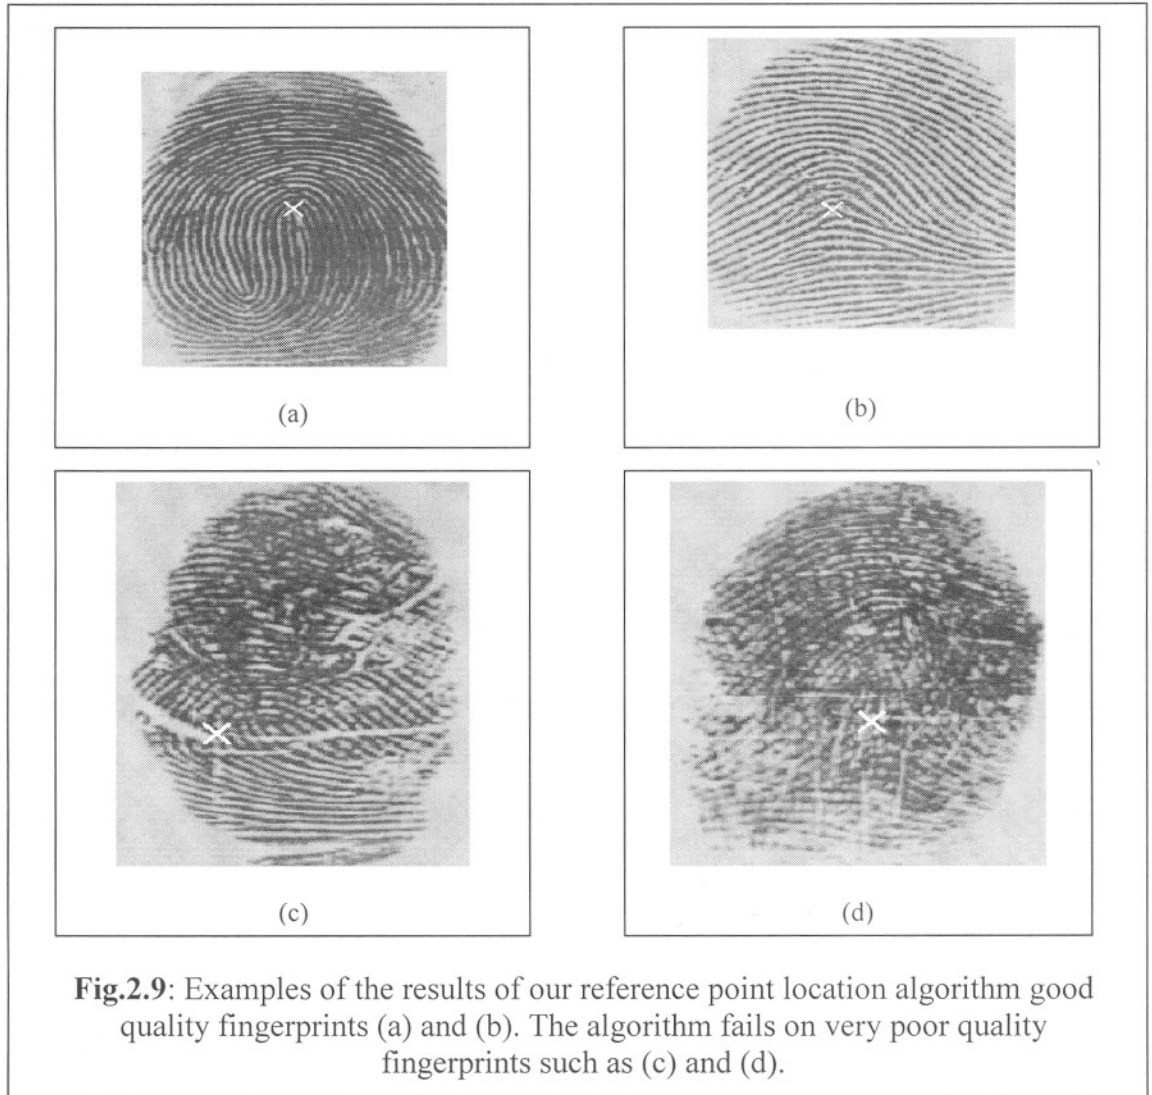 (a)
(b)
(c)
(d)
Fig.2.9: Examples of the results of our reference point location algorithm good
quality fingerprints (a) and (b). The algorithm fails on very poor quality
fingerprints such as (c) and (d).